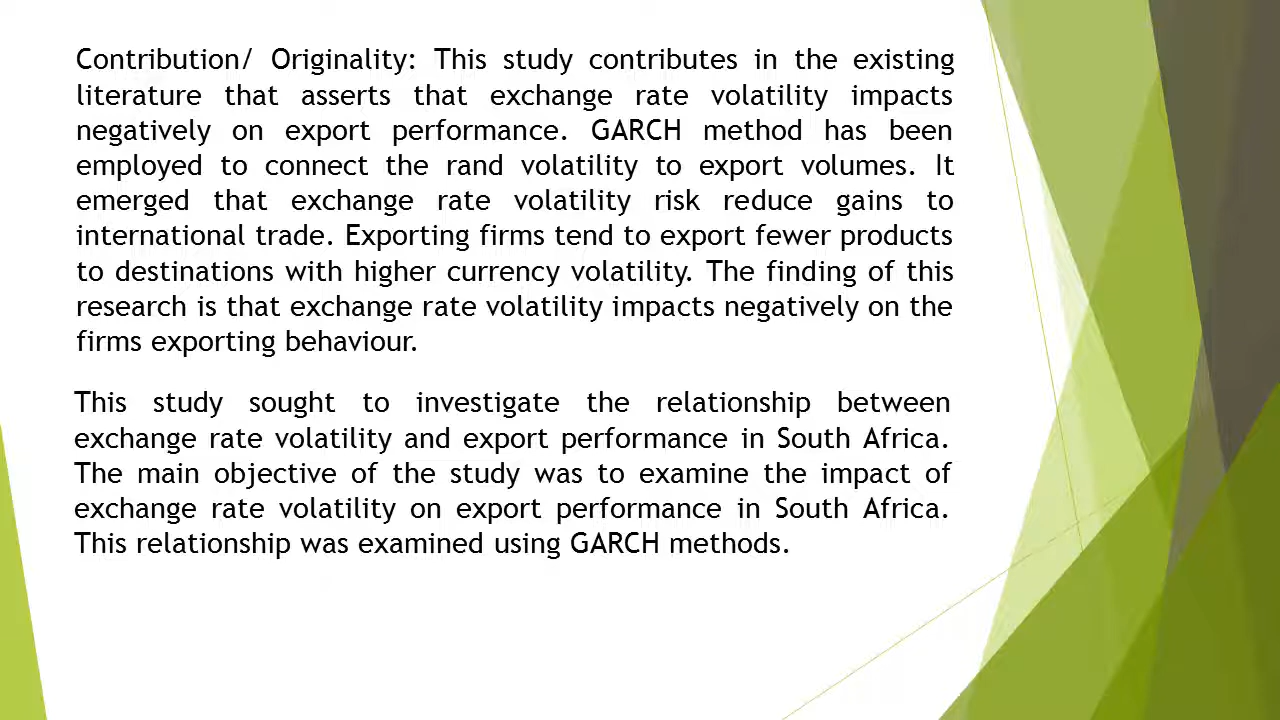 Contribution/ Originality: This study contributes in the existing
literature that asserts that exchange rate volatility impacts
negatively on export performance. GARCH method has been
employed to connect the rand volatility to export volumes. It
emerged that exchange rate volatility risk reduce gains to
international trade. Exporting firms tend to export fewer products
to destinations with higher currency volatility. The finding of this
research is that exchange rate volatility impacts negatively on the
firms exporting behaviour.
This study sought to investigate the relationship between
exchange rate volatility and export performance in South Africa.
The main objective of the study was to examine the impact of
exchange rate volatility on export performance in South Africa.
This relationship was examined using GARCH methods.